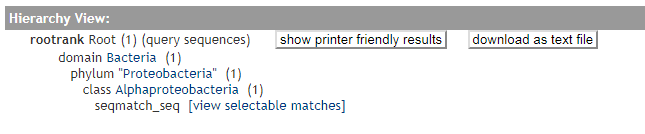 Hierarchy View:
rootrank Root (1) (query sequences) show printer friendly results download as text file
domain Bacteria (1)
phylum "Proteobacteria" (1)
class Alphaproteobacteria (1)
seqmatch_seq [view selectable matches]